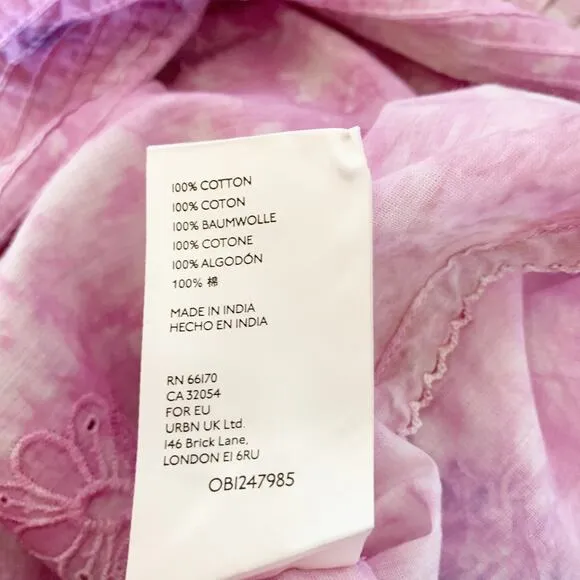 100% COTTON
100% COTON
100% BAUMWOLLE
100% COTONE
100% ALGODÓN
100% 棉
MADE IN INDIA
HECHO EN INDIA
RN 66170
CA 32054
FOR EU
URBN UK Ltd.
146 Brick Lane,
LONDON E1 6RU
OB1247985